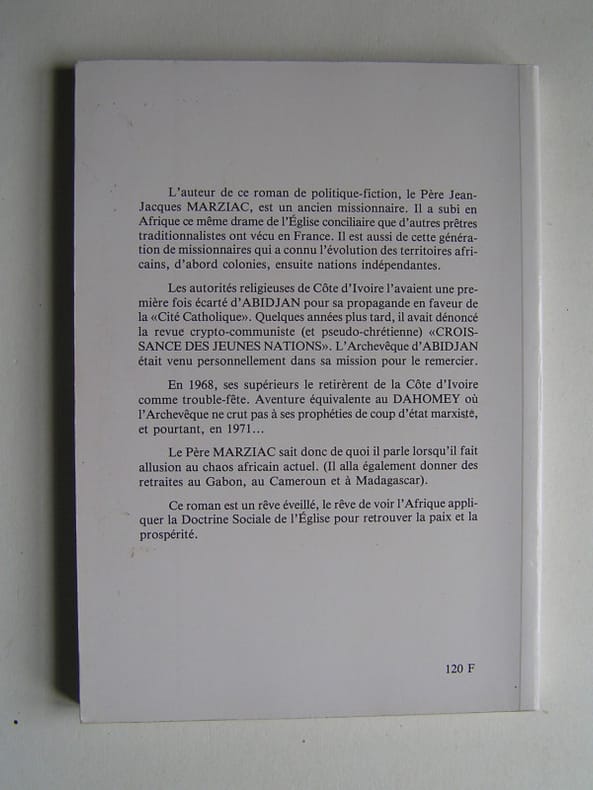 L'auteur de ce roman de politique-fiction, le Père Jean-
Jacques MARZIAC, est un ancien missionnaire. Il a subi en
Afrique ce même drame de l'Église conciliaire que d'autres prêtres
traditionnalistes ont vécu en France. Il est aussi de cette généra-
tion de missionnaires qui a connu l'évolution des territoires afri-
cains, d'abord colonies, ensuite nations indépendantes.
Les autorités religieuses de Côte d'Ivoire l'avaient une pre-
mière fois écarté d'ABIDJAN pour sa propagande en faveur de
la «Cité Catholique». Quelques années plus tard, il avait dénoncé
la revue crypto-communiste (et pseudo-chrétienne) «CROIS-
SANCE DES JEUNES NATIONS». L'Archevêque d'ABIDJAN
était venu personnellement dans sa mission pour le remercier.
En 1968, ses supérieurs le retirèrent de la Côte d'Ivoire
comme trouble-fête. Aventure équivalente au DAHOMEY où
l'Archevêque ne crut pas à ses prophéties de coup d'état marxiste,
et pourtant, en 1971...
Le Père MARZIAC sait donc de quoi il parle lorsqu'il fait
allusion au chaos africain actuel. (Il alla également donner des
retraites au Gabon, au Cameroun et à Madagascar).
Ce roman est un rêve éveillé, le rêve de voir l'Afrique appli-
quer la Doctrine Sociale de l'Église pour retrouver la paix et la
prospérité.
120 F